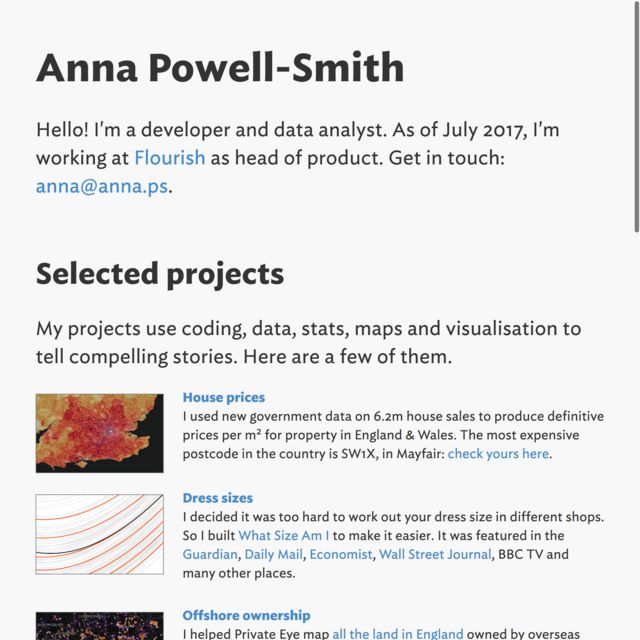 Anna Powell-Smith
Hello! I'm a developer and data analyst. As of July 2017, I'm
working at Flourish as head of product. Get in touch:
anna@anna.ps.
Selected projects
My projects use coding, data, stats, maps and visualisation to
tell compelling stories. Here are a few of them.
House prices
I used new government data on 6.2m house sales to produce definitive
prices per m² for property in England & Wales. The most expensive
postcode in the country is SW1X, in Mayfair: check yours here.
Dress sizes
I decided it was too hard to work out your dress size in different shops.
So I built What Size Am I to make it easier. It was featured in the
Guardian, Daily Mail, Economist, Wall Street Journal, BBC TV and
many other places.
Offshore ownership
I helped Private Eye map all the land in England owned by overseas